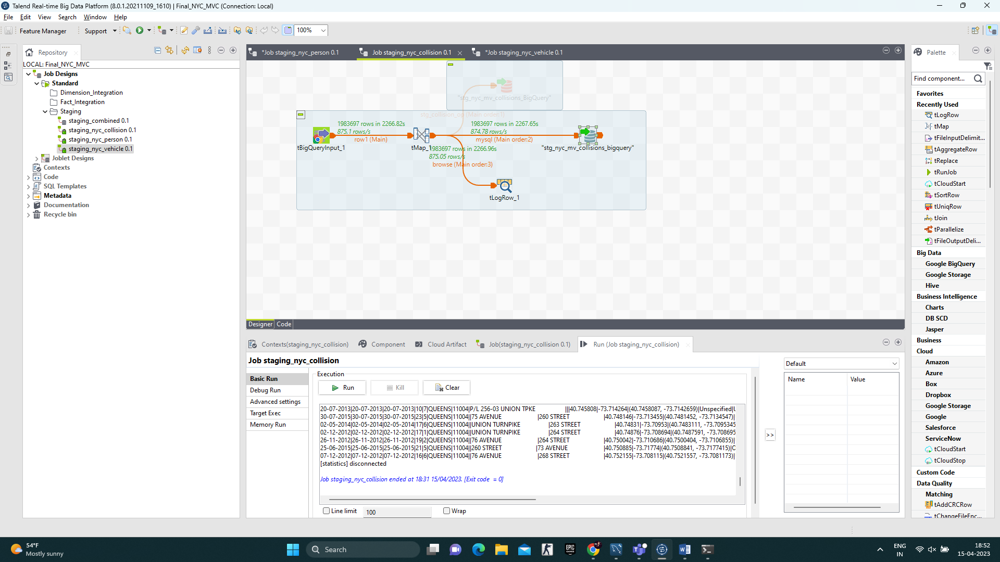 Talend Real-time Big Data Platform (8.0.1.20211109_1610) | Final_NYC_MVC (Connection: Local)
File Edit View Search Window Help
Feature Manager Support 100%
Repository
LOCAL: Final_NYC_MVC
Job Designs
Standard
Dimension_Integration
Fact_Integration
Staging
staging_combined 0.1
staging_nyc_collision 0.1
staging_nyc_person 0.1
staging_nyc_vehicle 0.1
Joblet Designs
Contexts
Code
SQL Templates
Metadata
Documentation
Recycle bin
*Job staging_nyc_person 0.1
Job staging_nyc_collision 0.1
*Job staging_nyc_vehicle 0.1
"stg_nyc_mv_collisions_BigQuery"
stg_collision_op (Main order:1)
1983697 rows in 2266.82s
875.1 rows/s
row1 (Main)
1983697 rows in 2267.65s
874.78 rows/s
mysql (Main order:2)
tBigQueryInput_1
tMap_1
"stg_nyc_mv_collisions_bigquery"
1983697 rows in 2266.96s
875.05 rows/s
browse (Main order:3)
tLogRow_1
Designer Code
Contexts(staging_nyc_collision) Component Cloud Artifact Job(staging_nyc_collision 0.1) Run (Job staging_nyc_collision)
Job staging_nyc_collision
Basic Run
Debug Run
Advanced settings
Target Exec
Memory Run
Execution
Run Kill Clear
20-07-2013|20-07-2013|20-07-2013|10|7|QUEENS|11004|P/L 256-03 UNION TPKE |||40.745808|-73.714264|(40.7458087, -73.7142659)|Unspecified|
30-07-2015|30-07-2015|30-07-2015|23|5|QUEENS|11004||75 AVENUE |260 STREET |40.748146|-73.713455|(40.7481452, -73.7134547)|
02-05-2014|02-05-2014|02-05-2014|17|6|QUEENS|11004||UNION TURNPIKE |263 STREET |40.74831|-73.70953|(40.7483111, -73.7095345
02-12-2012|02-12-2012|02-12-2012|17|1|QUEENS|11004||UNION TURNPIKE |264 STREET |40.74876|-73.708694|(40.7487591, -73.708695
26-11-2012|26-11-2012|26-11-2012|19|2|QUEENS|11004||76 AVENUE |264 STREET |40.750042|-73.710686|(40.7500404, -73.7106855)|
25-06-2015|25-06-2015|25-06-2015|21|5|QUEENS|11004||260 STREET |73 AVENUE |40.750885|-73.71774|(40.7508841, -73.7177415)|
07-12-2012|07-12-2012|07-12-2012|16|6|QUEENS|11004||76 AVENUE |268 STREET |40.752155|-73.708115|(40.7521557, -73.7081173)|
[statistics] disconnected
Job staging_nyc_collision ended at 18:31 15/04/2023. [Exit code = 0]
Line limit 100 Wrap
>>
Default
Name Value
Palette
Find component...
Favorites
Recently Used
tLogRow
tMap
tFileInputDelimit...
tAggregateRow
tReplace
tRunJob
tCloudStart
tSortRow
tUniqRow
tJoin
tParallelize
tFileOutputDeli...
Big Data
Google BigQuery
Google Storage
Hive
Business Intelligence
Charts
DB SCD
Jasper
Business
Cloud
Amazon
Azure
Box
Dropbox
Google Storage
Google
Salesforce
ServiceNow
tCloudStart
tCloudStop
Custom Code
Data Quality
Matching
tAddCRCRow
tChangeFileEnc...
54°F
Mostly sunny
Search
EPIC
GAMES
ENG
IN
18:52
15-04-2023